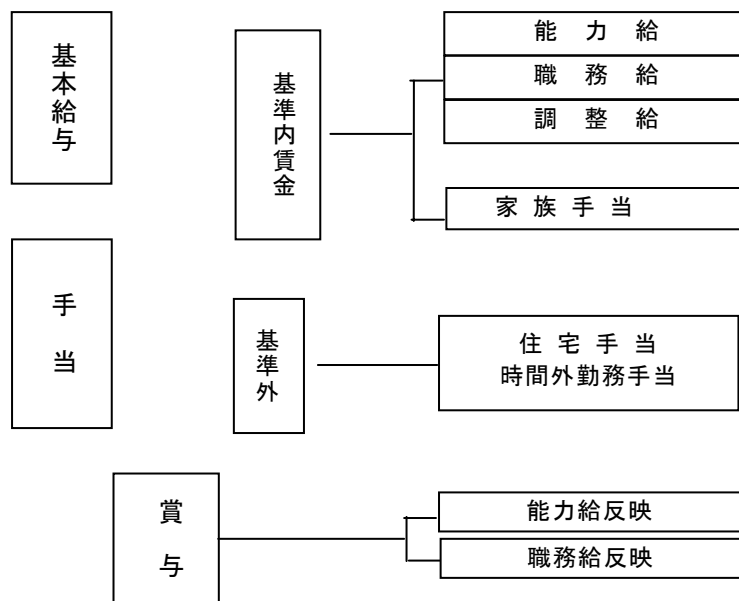 基本給与
基準内賃金
能 力 給
職 務 給
調 整 給
家 族 手 当
手 当
基準外
住 宅 手 当
時間外勤務手当
賞 与
能力給反映
職務給反映